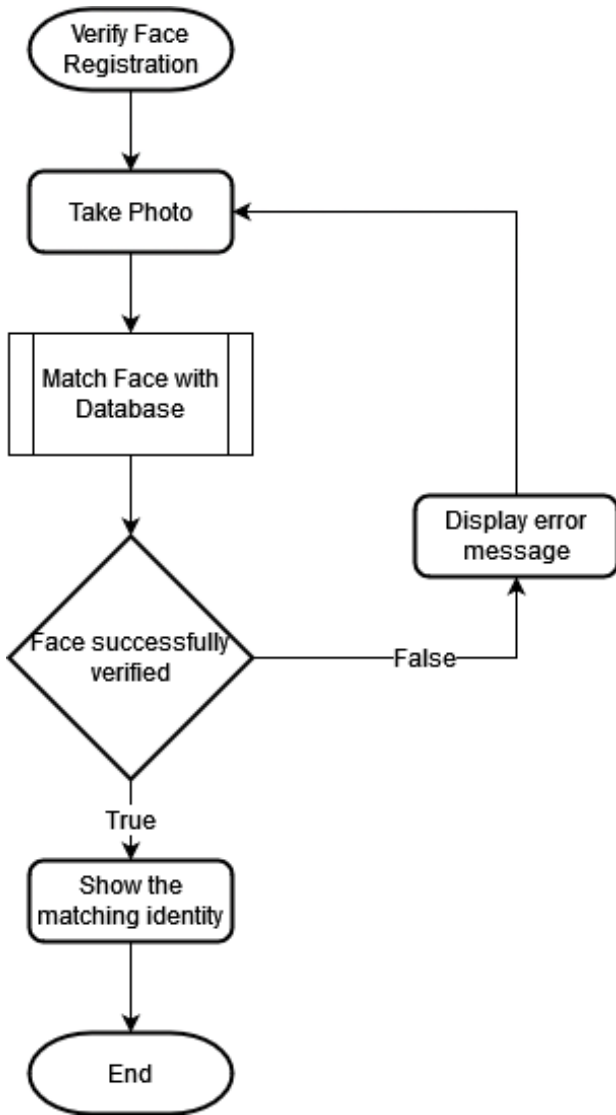 Verify Face
Registration
Take Photo
Match Face with
Database
Face successfully
verified
False
Display error
message
True
Show the
matching identity
End